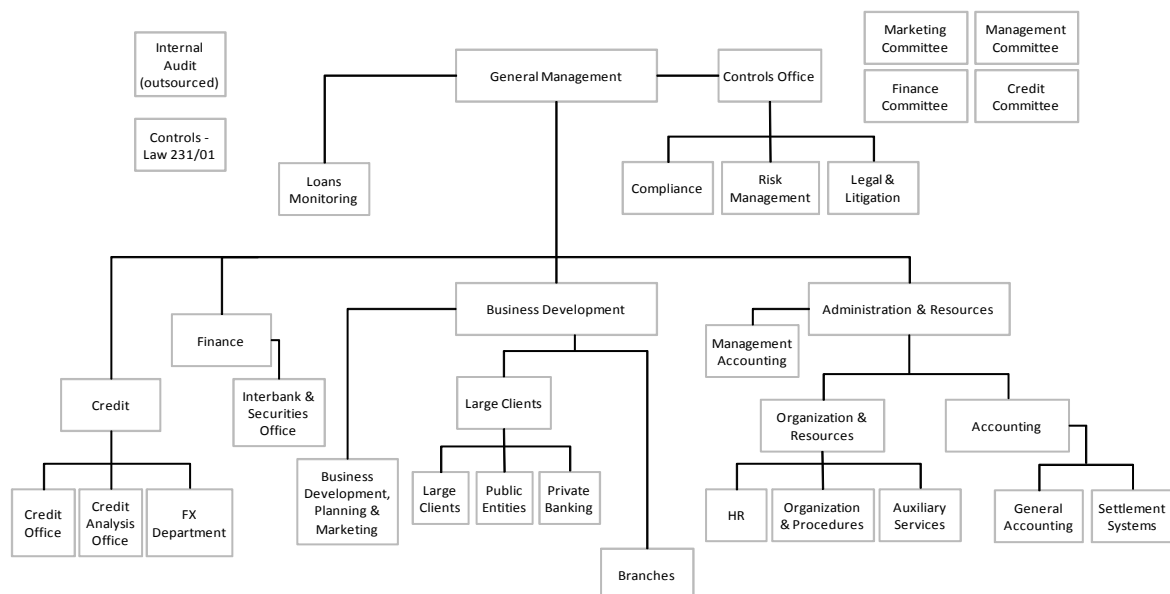 Internal
Audit
(outsourced)
Controls -
Law 231/01
General Management
Controls Office
Marketing
Committee
Management
Committee
Finance
Committee
Credit
Committee
Loans
Monitoring
Compliance
Risk
Management
Legal &
Litigation
Credit
Finance
Interbank &
Securities
Office
Business Development
Administration & Resources
Management
Accounting
Large Clients
Organization &
Resources
Accounting
Credit
Office
Credit
Analysis
Office
FX
Department
Business
Development,
Planning &
Marketing
Large
Clients
Public
Entities
Private
Banking
Branches
HR
Organization
& Procedures
Auxiliary
Services
General
Accounting
Settlement
Systems